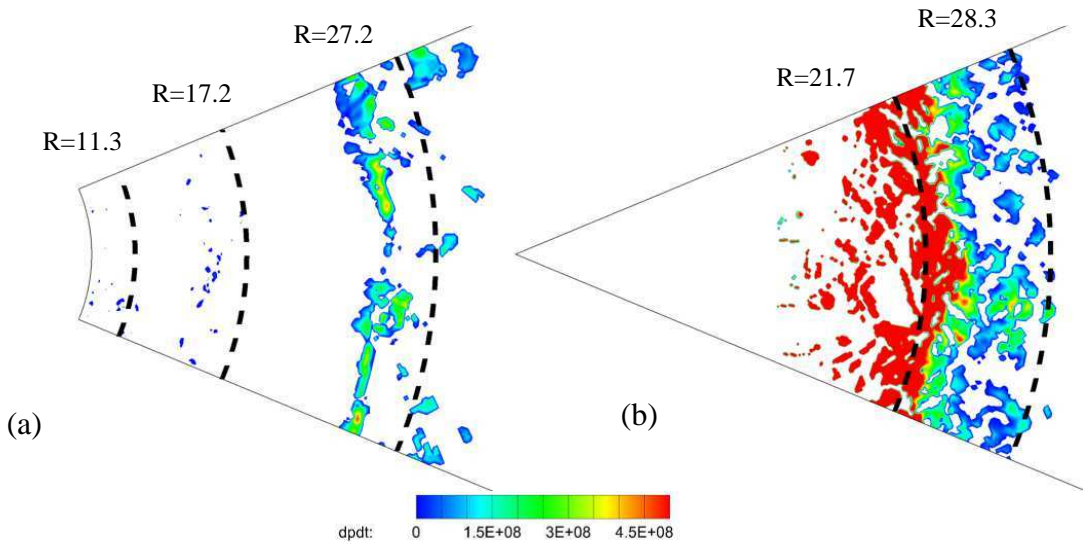 R=27.2
R=17.2
R=11.3
R=28.3
R=21.7
(a)
(b)
dpdt: 0 1.5E+08 3E+08 4.5E+08